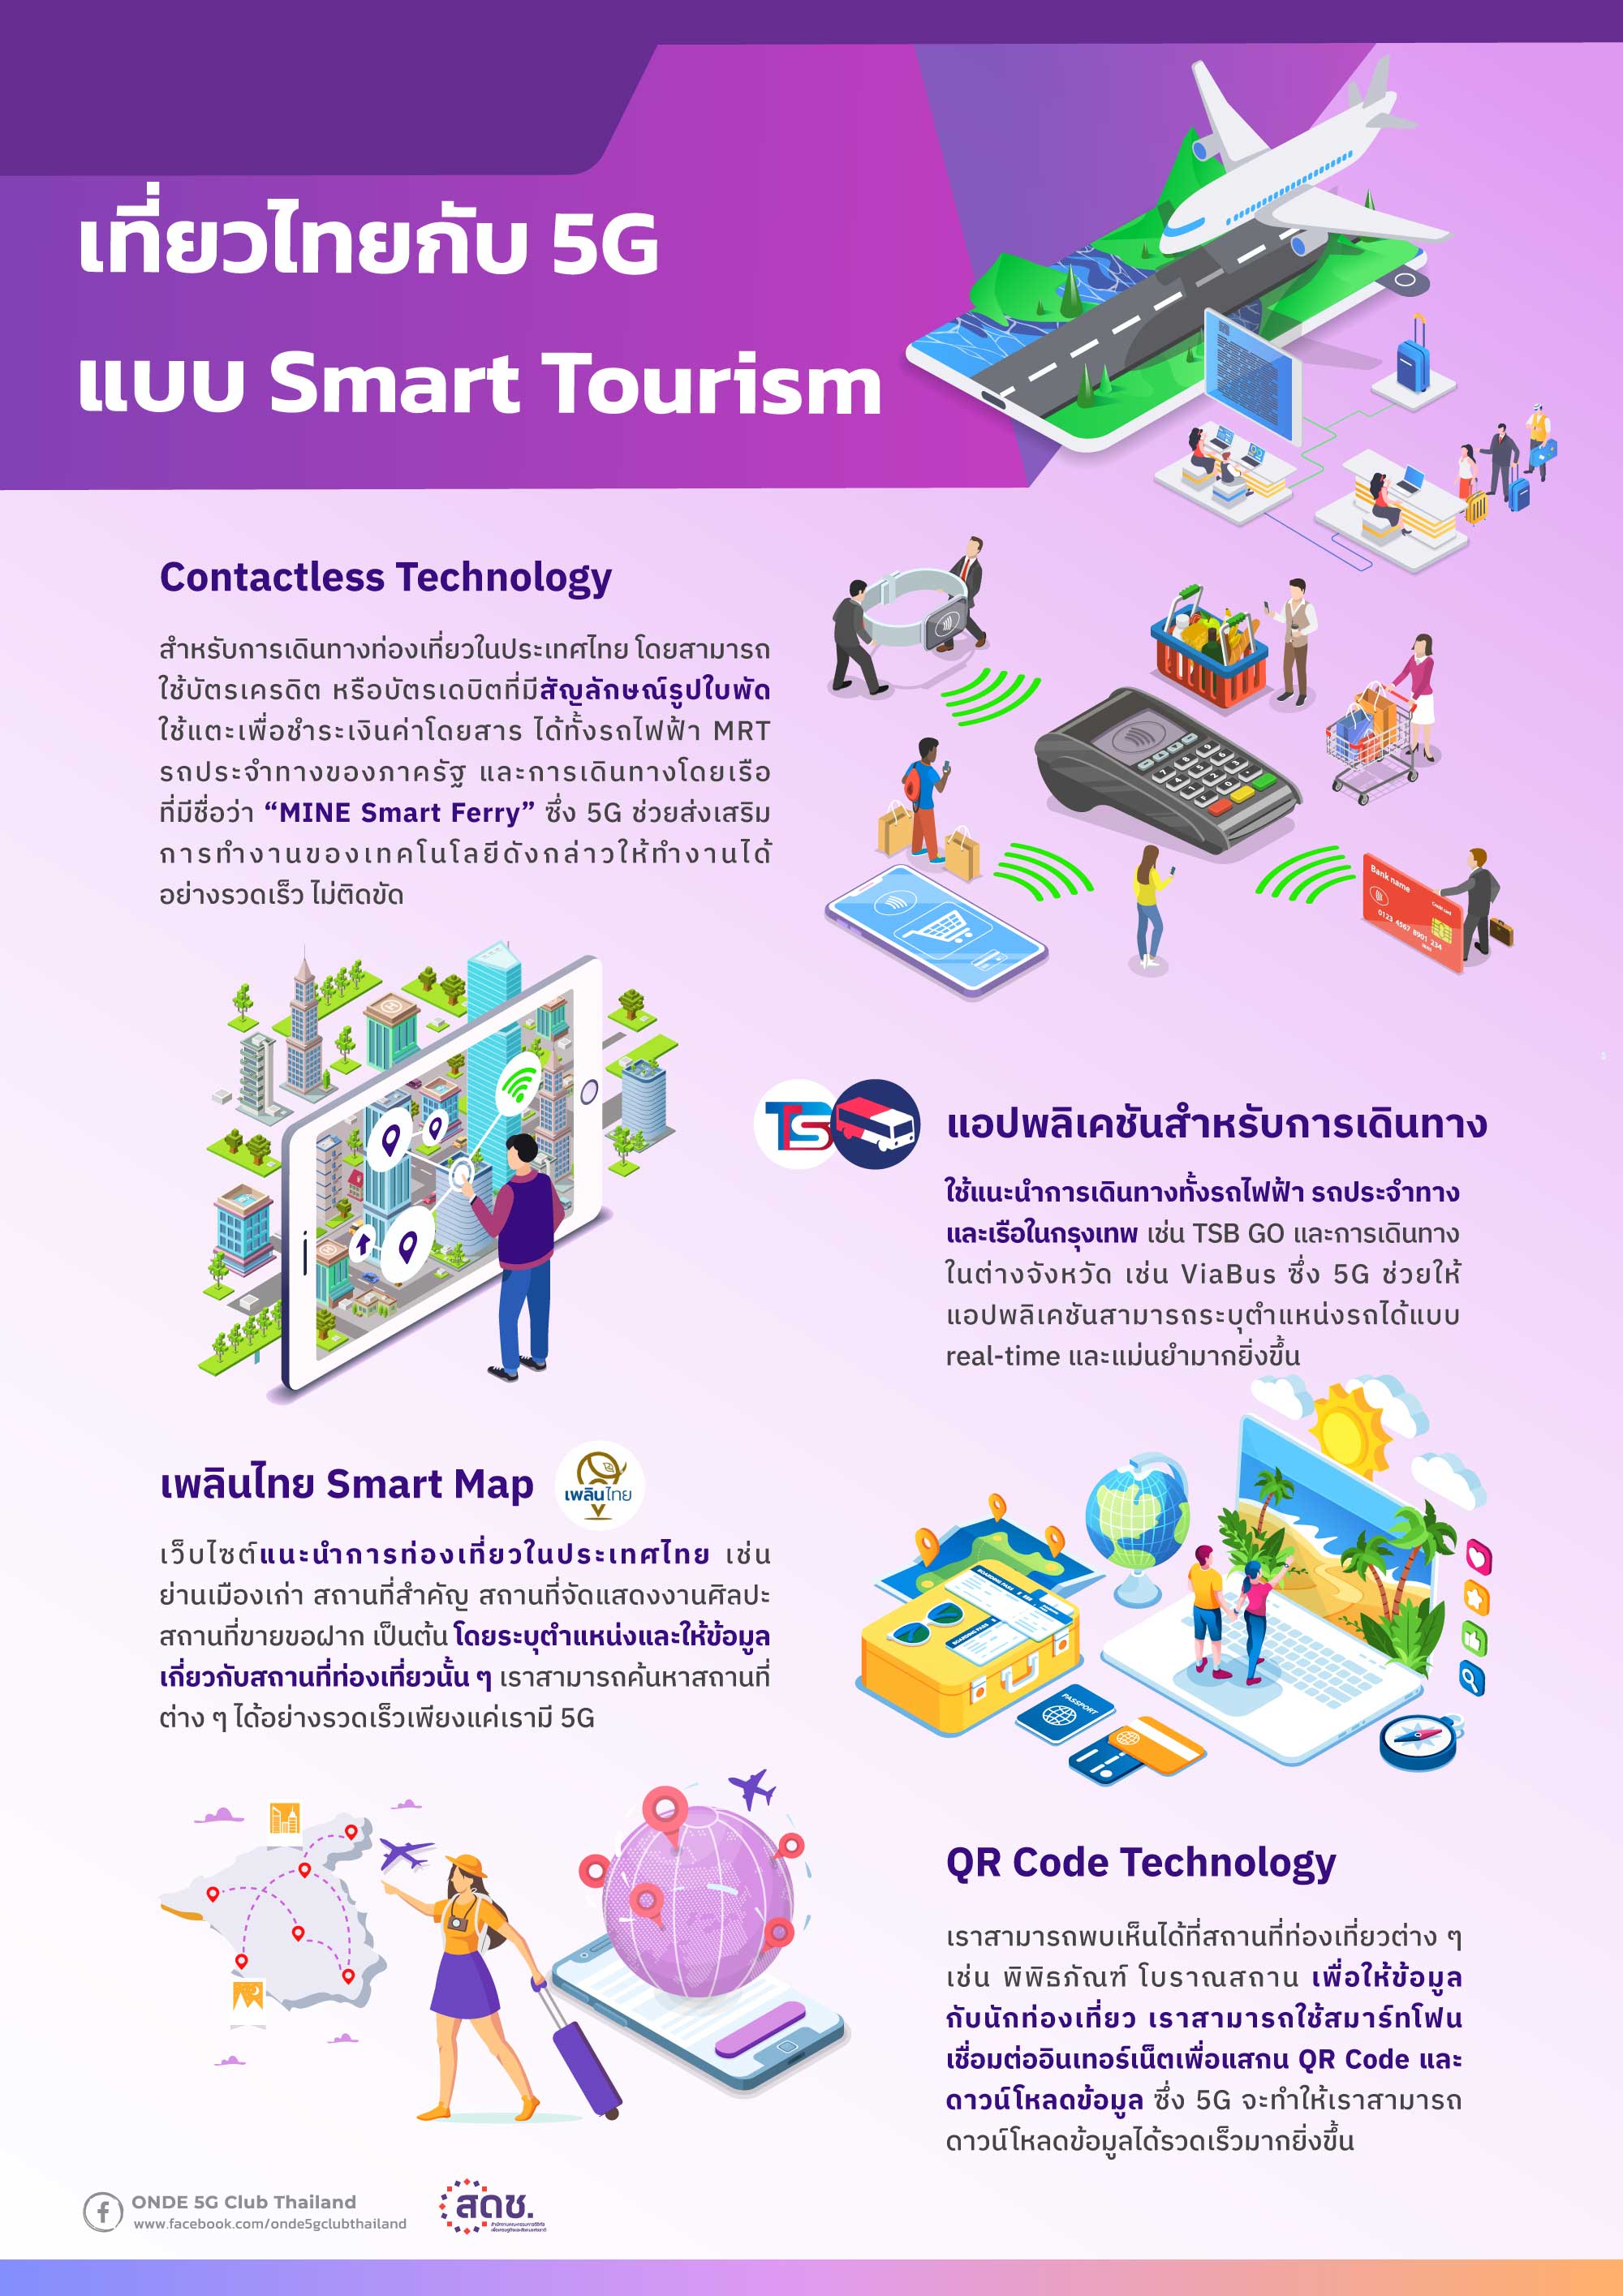 เที่ยวไทยกับ 5G
แบบ Smart Tourism
Contactless Technology
สำหรับการเดินทางท่องเที่ยวในประเทศไทย โดยสามารถ
ใช้บัตรเครดิต หรือบัตรเดบิตที่มีสัญลักษณ์รูปใบพัด
ใช้แตะเพื่อชำระเงินค่าโดยสาร ได้ทั้งรถไฟฟ้า MRT
รถประจำทางของภาครัฐ และการเดินทางโดยเรือ
ที่มีชื่อว่า “MINE Smart Ferry” ซึ่ง 5G ช่วยส่งเสริม
การทำงานของเทคโนโลยีดังกล่าวให้ทำงานได้
อย่างรวดเร็ว ไม่ติดขัด
Bank name
Credit card
0123 4567 8901 234
TSB
แอปพลิเคชันสำหรับการเดินทาง
ใช้แนะนำการเดินทางทั้งรถไฟฟ้า รถประจำทาง
และเรือในกรุงเทพ เช่น TSB GO และการเดินทาง
ในต่างจังหวัด เช่น ViaBus ซึ่ง 5G ช่วยให้
แอปพลิเคชันสามารถระบุตำแหน่งรถได้แบบ
real-time และแม่นยำมากยิ่งขึ้น
เพลินไทย Smart Map
เพลินไทย
เว็บไซต์แนะนำการท่องเที่ยวในประเทศไทย เช่น
ย่านเมืองเก่า สถานที่สำคัญ สถานที่จัดแสดงงานศิลปะ
สถานที่ขายขอฝาก เป็นต้น โดยระบุตำแหน่งและให้ข้อมูล
เกี่ยวกับสถานที่ท่องเที่ยวนั้น ๆ เราสามารถค้นหาสถานที่
ต่าง ๆ ได้อย่างรวดเร็วเพียงแค่เรามี 5G
BOARDING PASS
BOARDING PASS
PASSPORT
QR Code Technology
เราสามารถพบเห็นได้ที่สถานที่ท่องเที่ยวต่าง ๆ
เช่น พิพิธภัณฑ์ โบราณสถาน เพื่อให้ข้อมูล
กับนักท่องเที่ยว เราสามารถใช้สมาร์ทโฟน
เชื่อมต่ออินเทอร์เน็ตเพื่อแสกน QR Code และ
ดาวน์โหลดข้อมูล ซึ่ง 5G จะทำให้เราสามารถ
ดาวน์โหลดข้อมูลได้รวดเร็วมากยิ่งขึ้น
ONDE 5G Club Thailand
www.facebook.com/onde5gclubthailand
สดช.